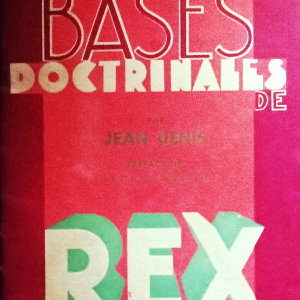 BASES
DOCTRINALES
DE
PAR
JEAN DENIS
REX